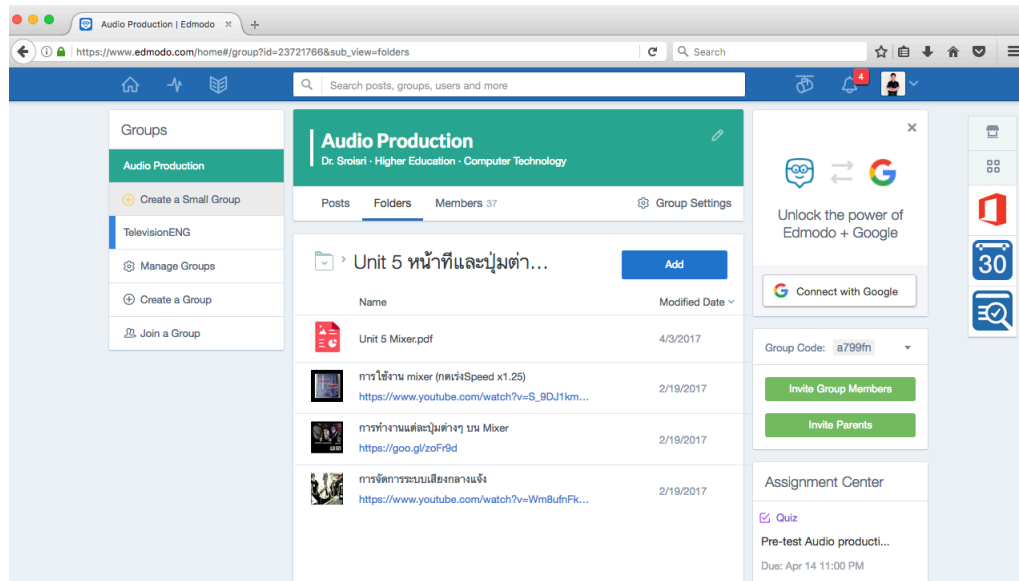 Audio Production | Edmodo
https://www.edmodo.com/home#/group?id=23721766&sub_view=folders
Search
Search posts, groups, users and more
4
Groups
Audio Production
Create a Small Group
TelevisionENG
Manage Groups
Create a Group
Join a Group
Audio Production
Dr. Sroisri · Higher Education · Computer Technology
Posts
Folders
Members 37
Group Settings
Unit 5 หน้าที่และปุ่มต่า...
Add
Name
Modified Date
Unit 5 Mixer.pdf
4/3/2017
การใช้งาน mixer (กดเร่งSpeed x1.25)
https://www.youtube.com/watch?v=S_9DJ1km...
2/19/2017
การทำงานแต่ละปุ่มต่างๆ บน Mixer
https://goo.gl/zoFr9d
2/19/2017
การจัดการระบบเสียงกลางแจ้ง
https://www.youtube.com/watch?v=Wm8ufnFk...
2/19/2017
Unlock the power of
Edmodo + Google
Connect with Google
Group Code: a799fn
Invite Group Members
Invite Parents
Assignment Center
Quiz
Pre-test Audio producti...
Due: Apr 14 11:00 PM
30